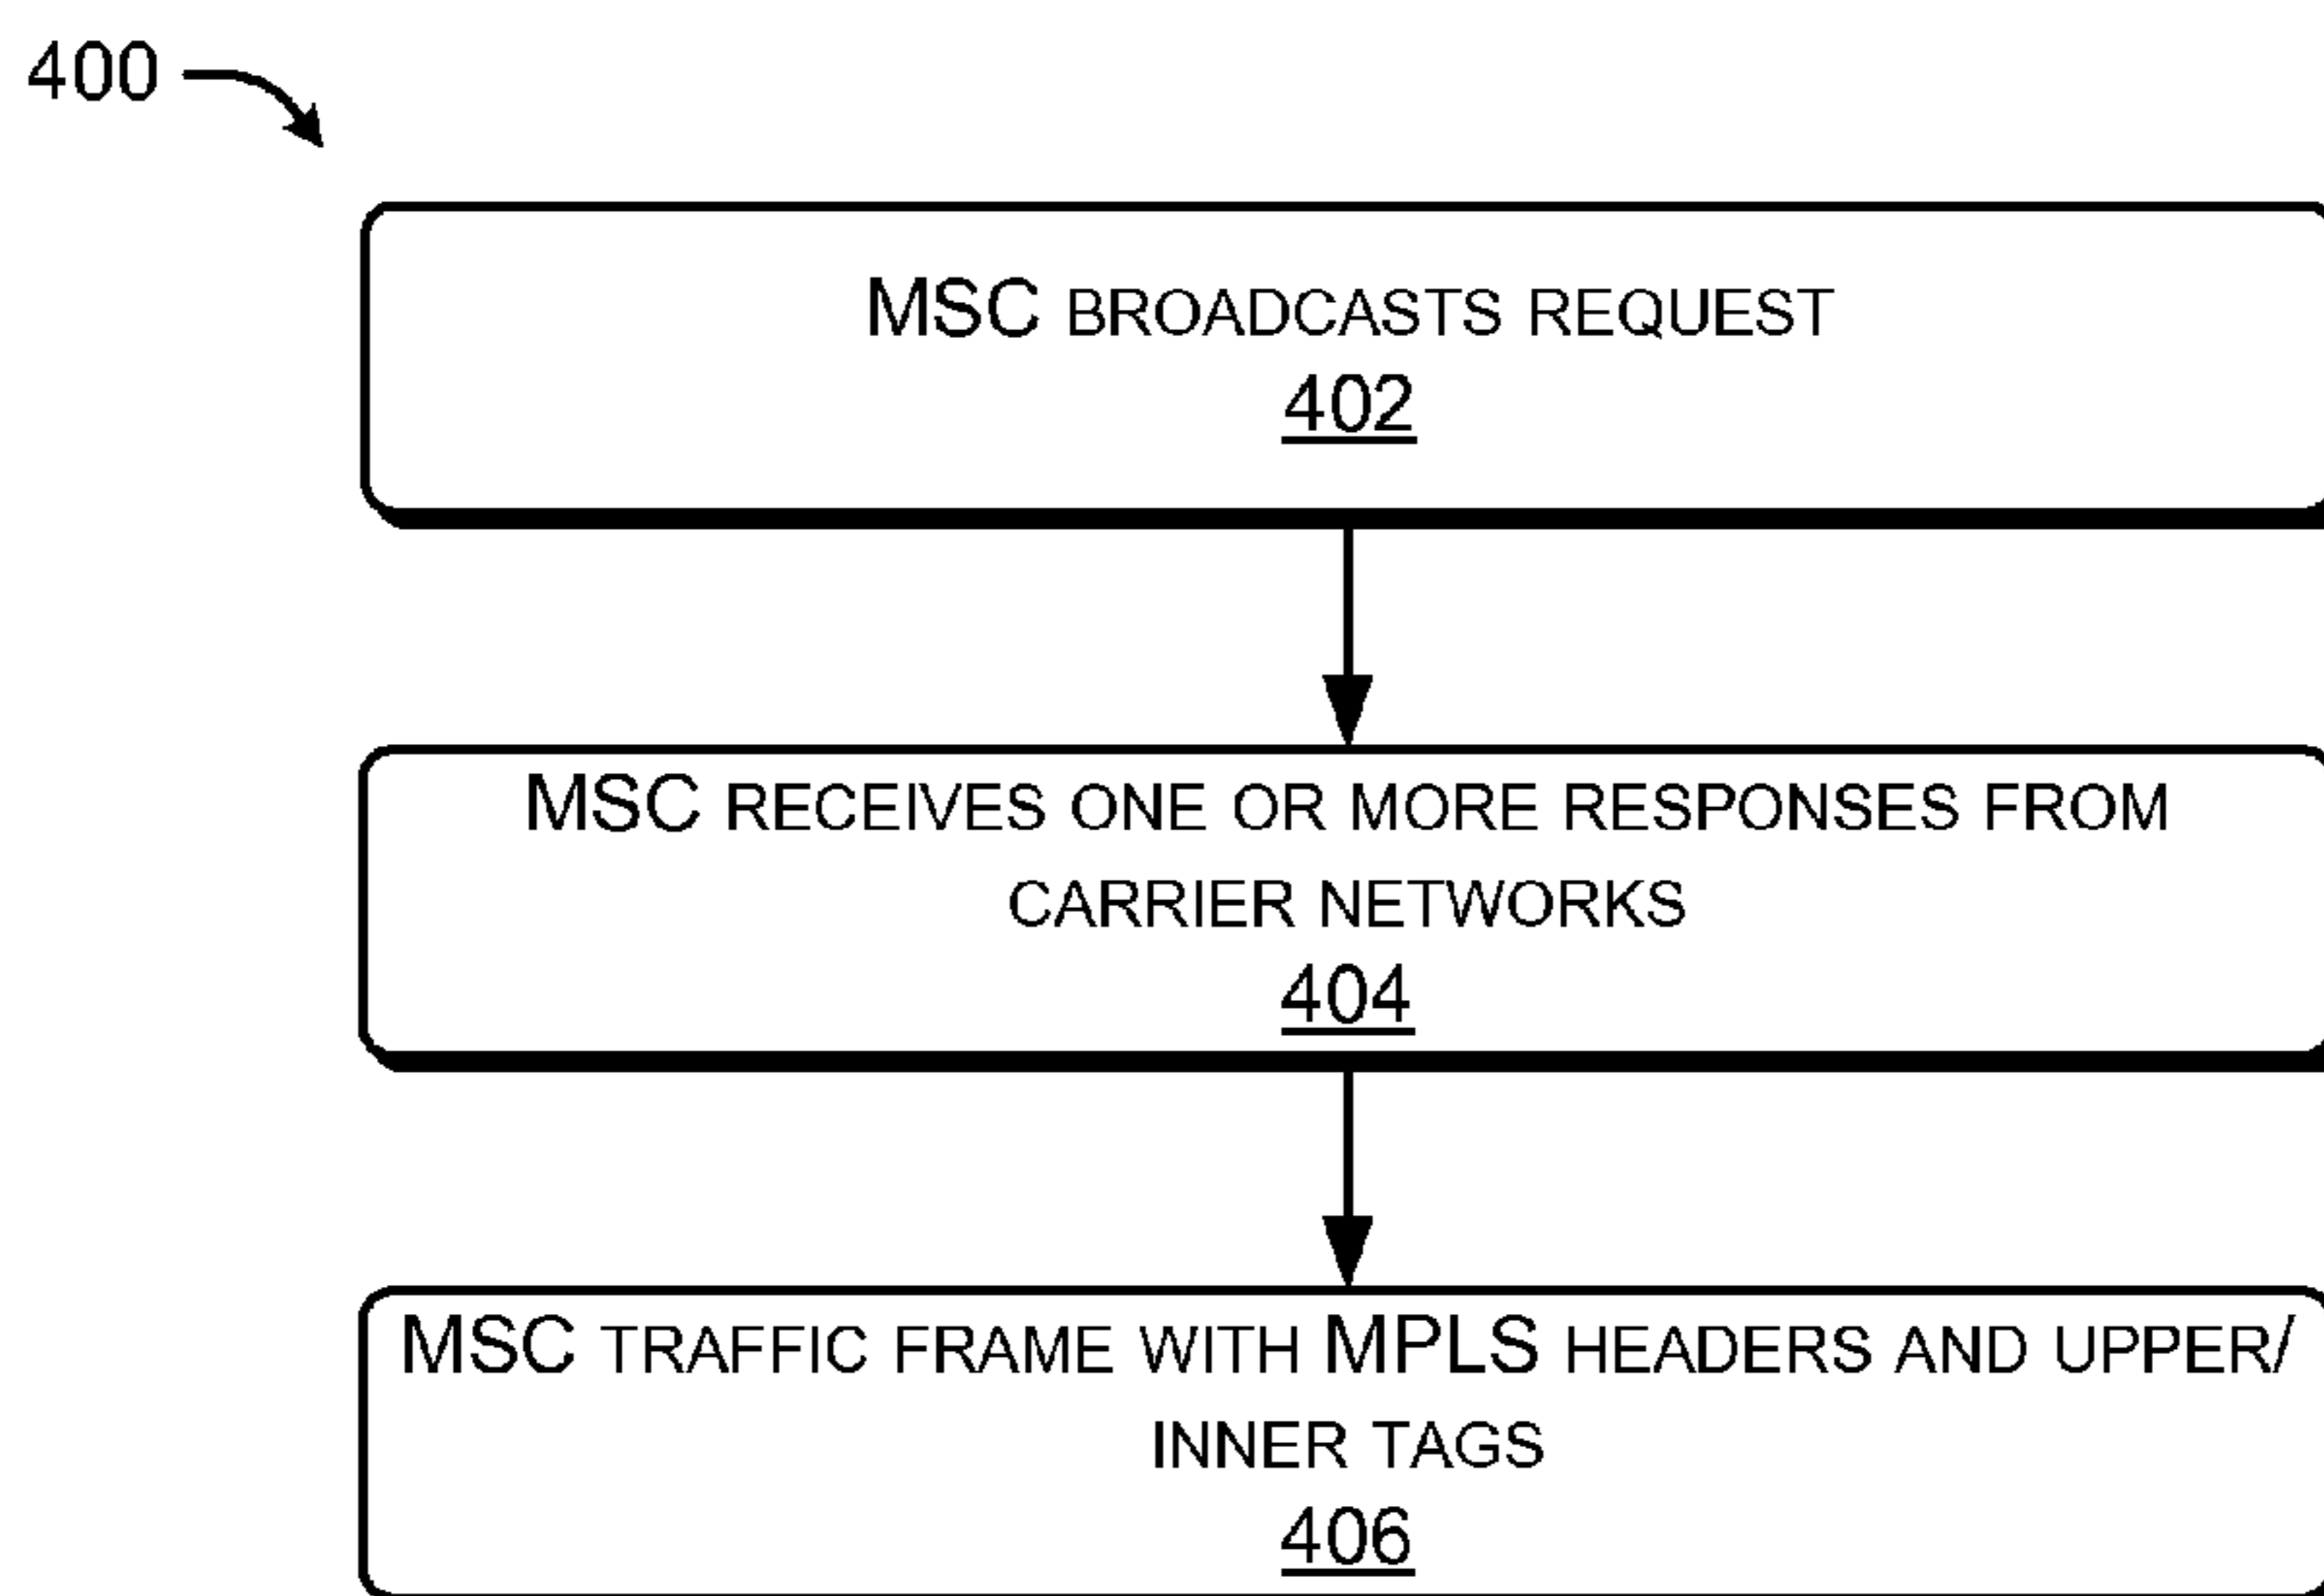 400
MSC BROADCASTS REQUEST
402
MSC RECEIVES ONE OR MORE RESPONSES FROM
CARRIER NETWORKS
404
MSC TRAFFIC FRAME WITH MPLS HEADERS AND UPPER/
INNER TAGS
406